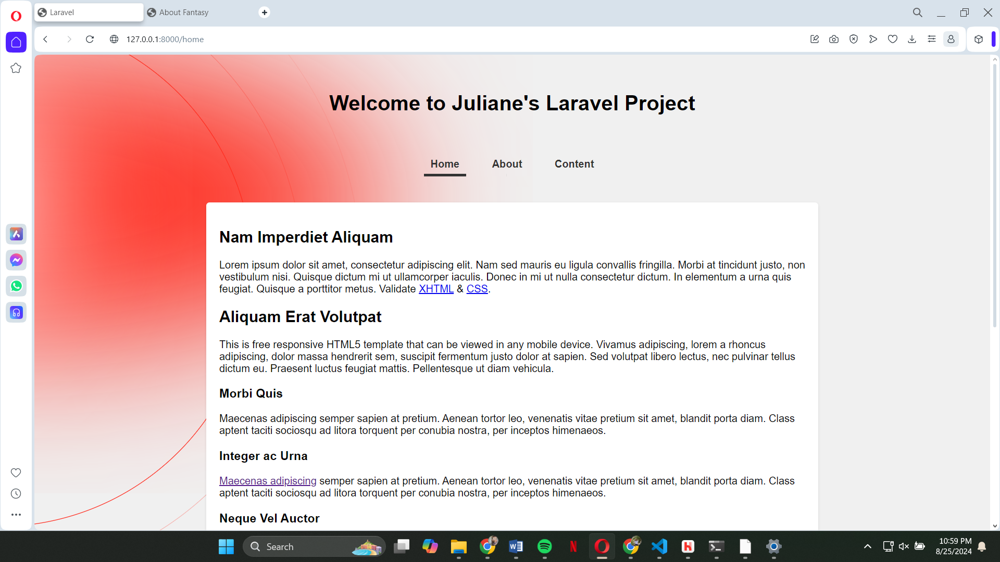 Laravel
About Fantasy
127.0.0.1:8000/home
Welcome to Juliane's Laravel Project
Home
About
Content
Nam Imperdiet Aliquam
Lorem ipsum dolor sit amet, consectetur adipiscing elit. Nam sed mauris eu ligula convallis fringilla. Morbi at tincidunt justo, non
vestibulum nisi. Quisque dictum mi ut ullamcorper iaculis. Donec in mi ut nulla consectetur dictum. In elementum a urna quis
feugiat. Quisque a porttitor metus. Validate XHTML & CSS.
Aliquam Erat Volutpat
This is free responsive HTML5 template that can be viewed in any mobile device. Vivamus adipiscing, lorem a rhoncus
adipiscing, dolor massa hendrerit sem, suscipit fermentum justo dolor at sapien. Sed volutpat libero lectus, nec pulvinar tellus
dictum eu. Praesent luctus feugiat mattis. Pellentesque ut diam vehicula.
Morbi Quis
Maecenas adipiscing semper sapien at pretium. Aenean tortor leo, venenatis vitae pretium sit amet, blandit porta diam. Class
aptent taciti sociosqu ad litora torquent per conubia nostra, per inceptos himenaeos.
Integer ac Urna
Maecenas adipiscing semper sapien at pretium. Aenean tortor leo, venenatis vitae pretium sit amet, blandit porta diam. Class
aptent taciti sociosqu ad litora torquent per conubia nostra, per inceptos himenaeos.
Neque Vel Auctor
Search
10:59 PM
8/25/2024